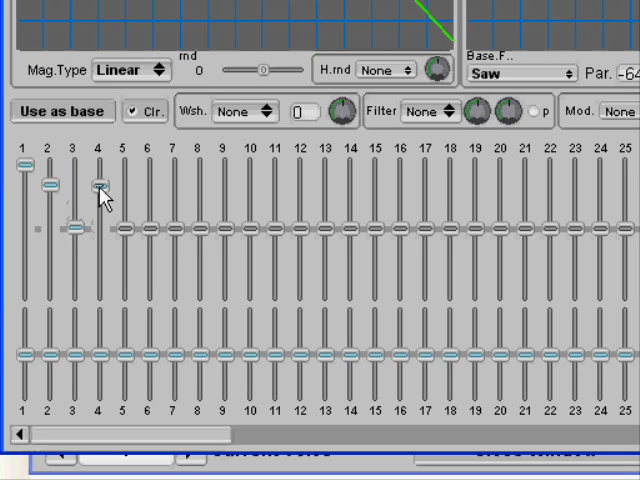 rnd
Mag.Type Linear 0 H.rnd None
Base.F..
Saw Par. -64
Use as base Clr. Wsh. None 0 Filter None p Mod. None
1 2 3 4 5 6 7 8 9 10 11 12 13 14 15 16 17 18 19 20 21 22 23 24 25
1 2 3 4 5 6 7 8 9 10 11 12 13 14 15 16 17 18 19 20 21 22 23 24 25